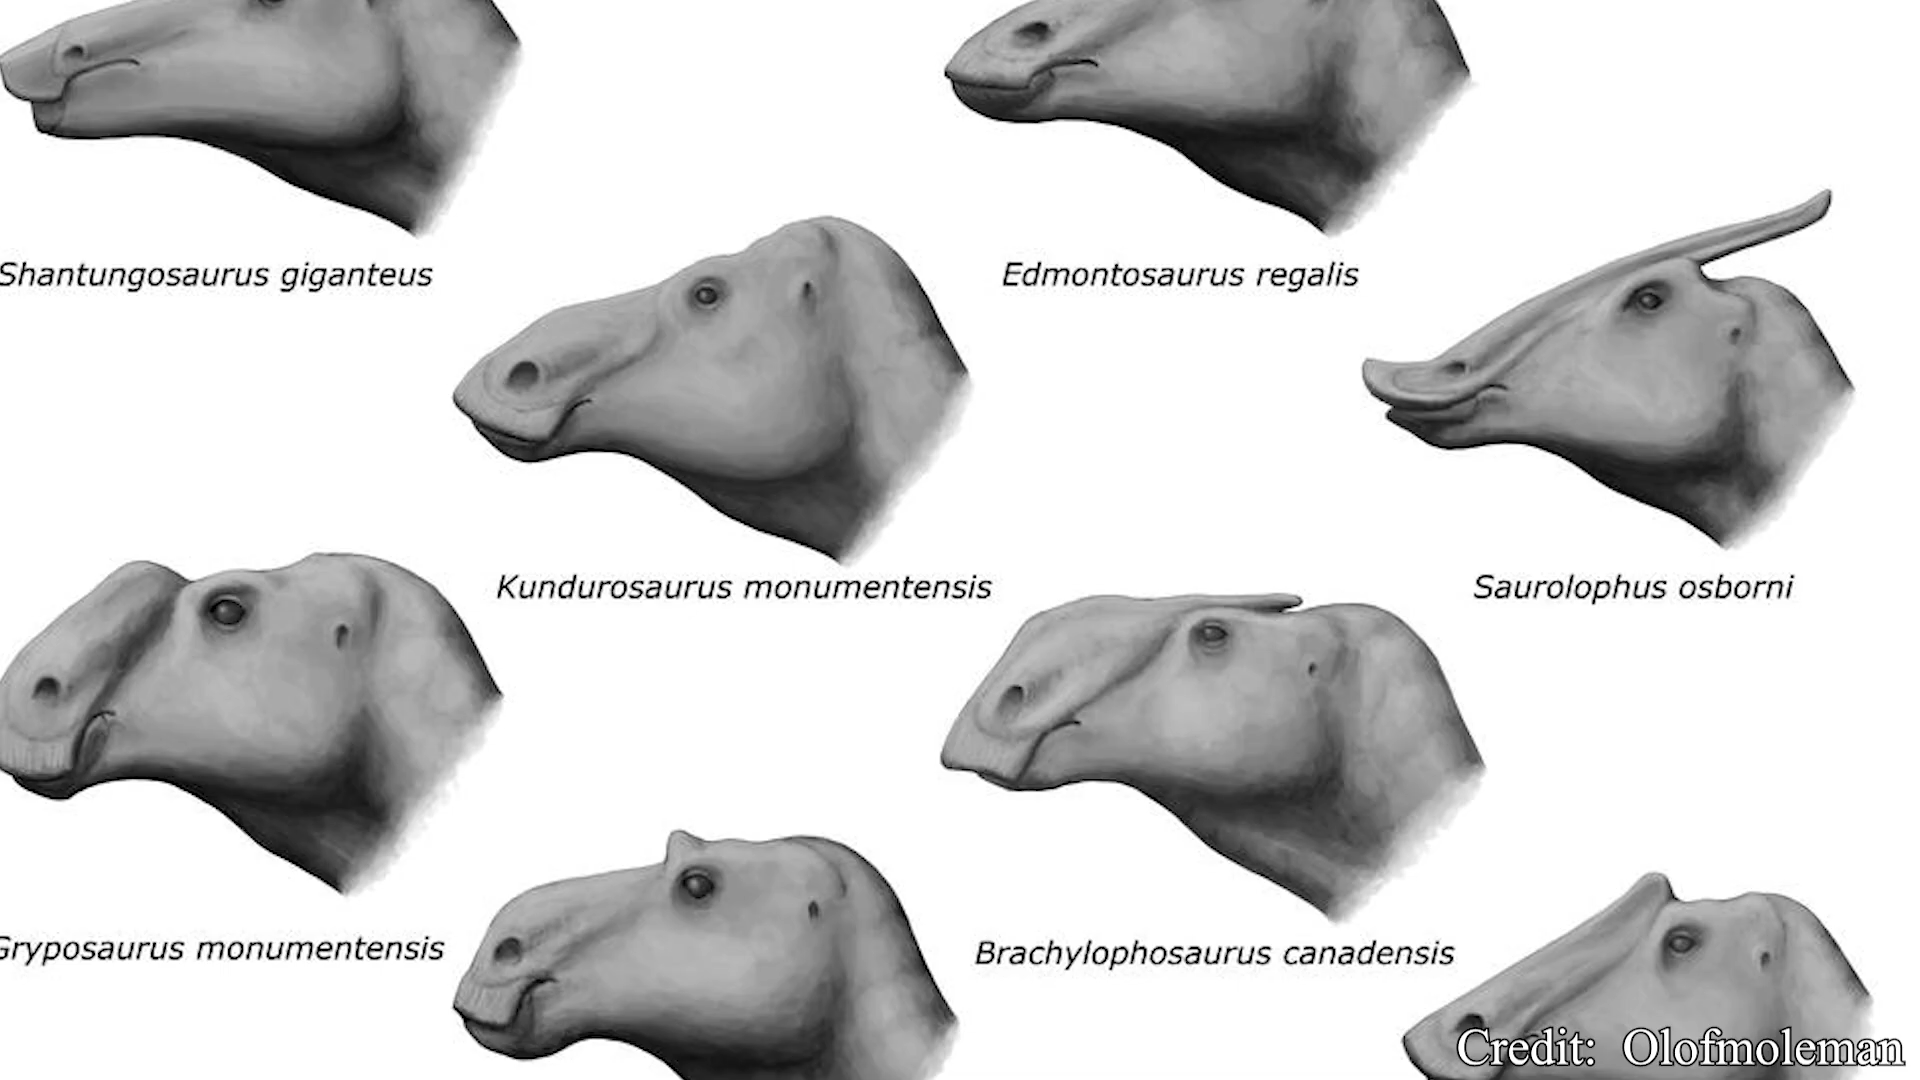 Shantungosaurus giganteus
Edmontosaurus regalis
Kundurosaurus monumentensis
Saurolophus osborni
Gryposaurus monumentensis
Brachylophosaurus canadensis
Credit: Olofmoleman